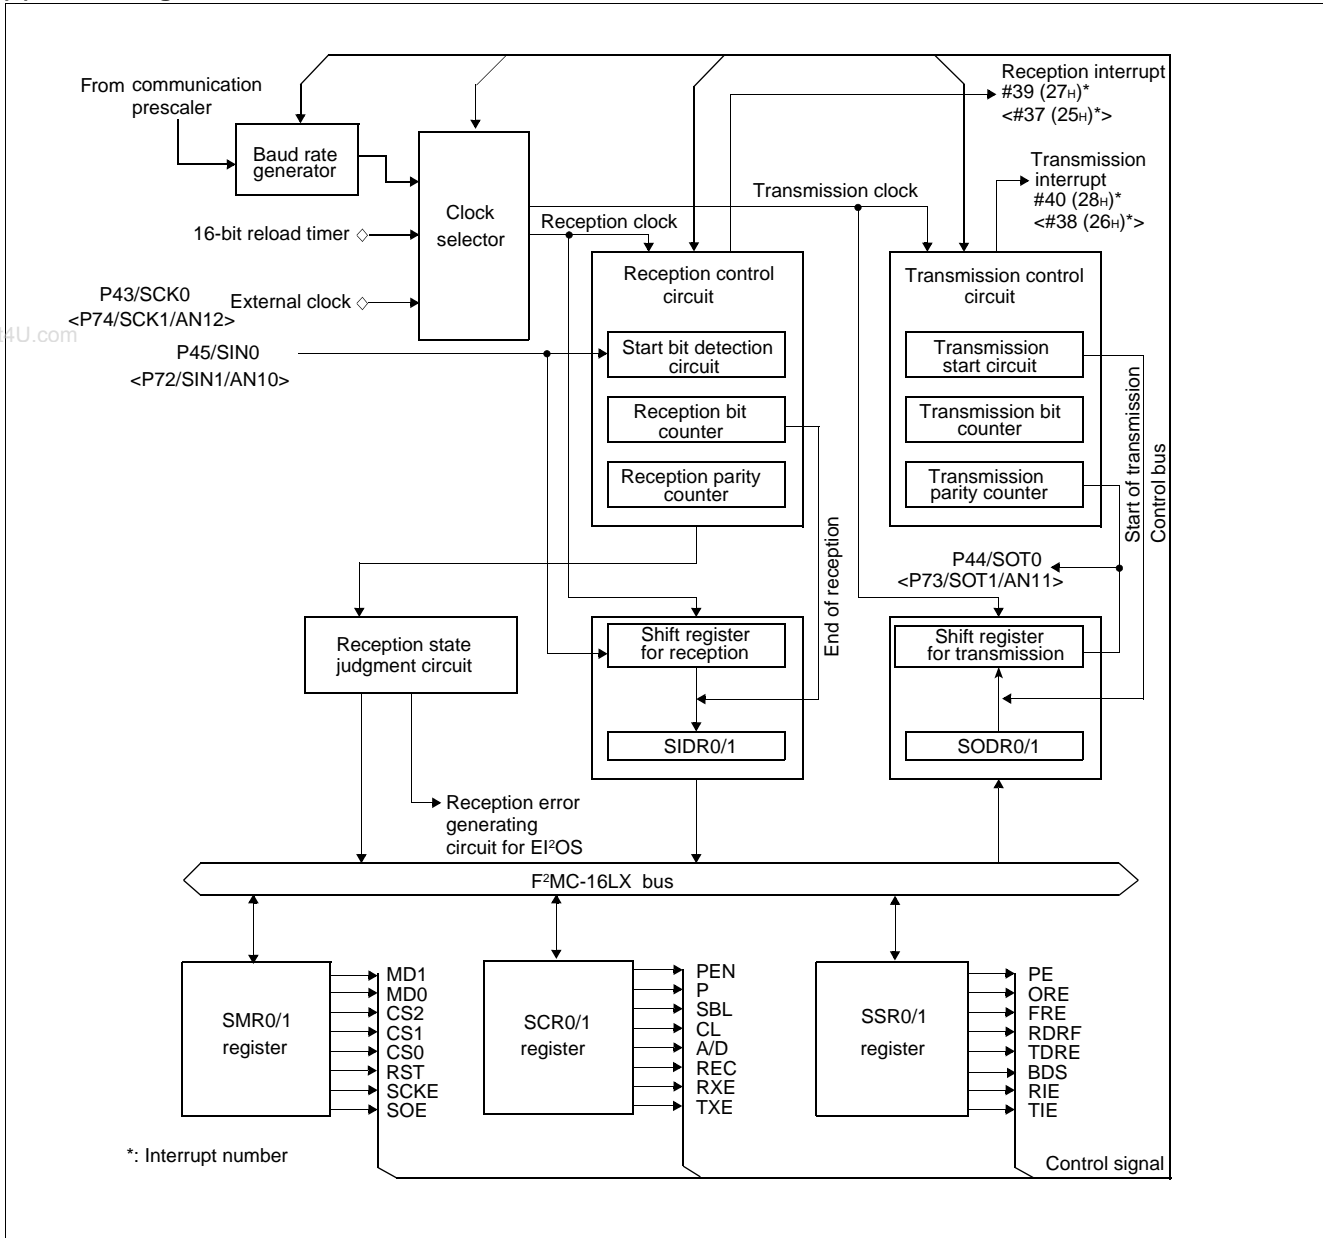 From communication
prescaler
Baud rate
generator
Clock
selector
16-bit reload timer
External clock
P43/SCK0
<P74/SCK1/AN12>
t4U.com
P45/SIN0
<P72/SIN1/AN10>
Transmission clock
Reception clock
Reception interrupt
#39 (27H)*
<#37 (25H)*>
Transmission
interrupt
#40 (28H)*
<#38 (26H)*>
Reception control
circuit
Start bit detection
circuit
Reception bit
counter
Reception parity
counter
Transmission control
circuit
Transmission
start circuit
Transmission bit
counter
Transmission
parity counter
End of reception
Start of transmission
Control bus
P44/SOT0
<P73/SOT1/AN11>
Reception state
judgment circuit
Shift register
for reception
SIDR0/1
Shift register
for transmission
SODR0/1
Reception error
generating
circuit for EI²OS
F²MC-16LX bus
SMR0/1
register
MD1
MD0
CS2
CS1
CS0
RST
SCKE
SOE
SCR0/1
register
PEN
P
SBL
CL
A/D
REC
RXE
TXE
SSR0/1
register
PE
ORE
FRE
RDRF
TDRE
BDS
RIE
TIE
*: Interrupt number
Control signal